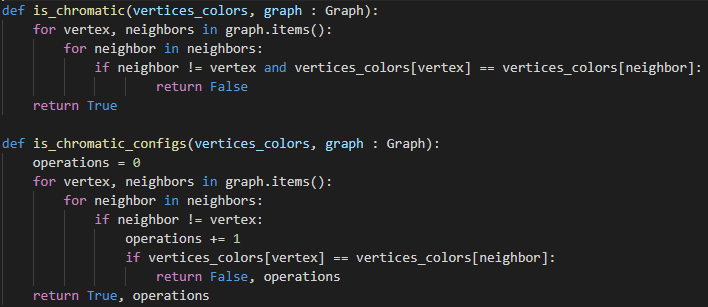 def is_chromatic(vertices_colors, graph : Graph):
    for vertex, neighbors in graph.items():
        for neighbor in neighbors:
            if neighbor != vertex and vertices_colors[vertex] == vertices_colors[neighbor]:
                    return False
    return True

def is_chromatic_configs(vertices_colors, graph : Graph):
    operations = 0
    for vertex, neighbors in graph.items():
        for neighbor in neighbors:
            if neighbor != vertex:
                operations += 1
                if vertices_colors[vertex] == vertices_colors[neighbor]:
                    return False, operations
    return True, operations